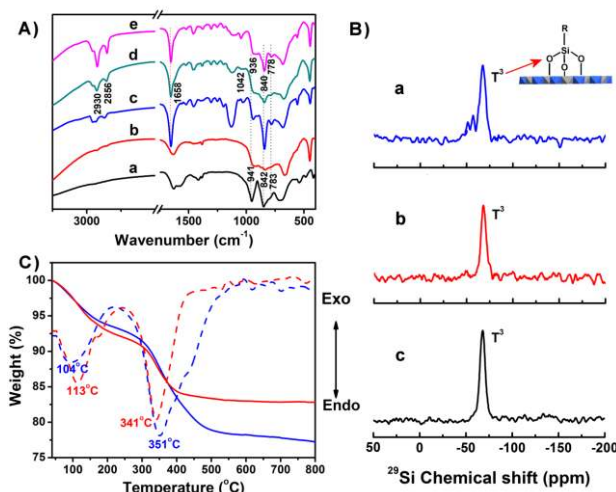 A)
e
d
c
b
a
2930
2856
1658
1042
936
840
778
941
842
783
3000 1500 1000 500
Wavenumber (cm⁻¹)
B)
R
Si
O O O
T³
a
T³
b
T³
c
50 0 -50 -100 -150 -200
²⁹Si Chemical shift (ppm)
C)
100
95
90
85
80
75
Weight (%)
104°C
113°C
341°C
351°C
Exo
Endo
100 200 300 400 500 600 700 800
Temperature (°C)